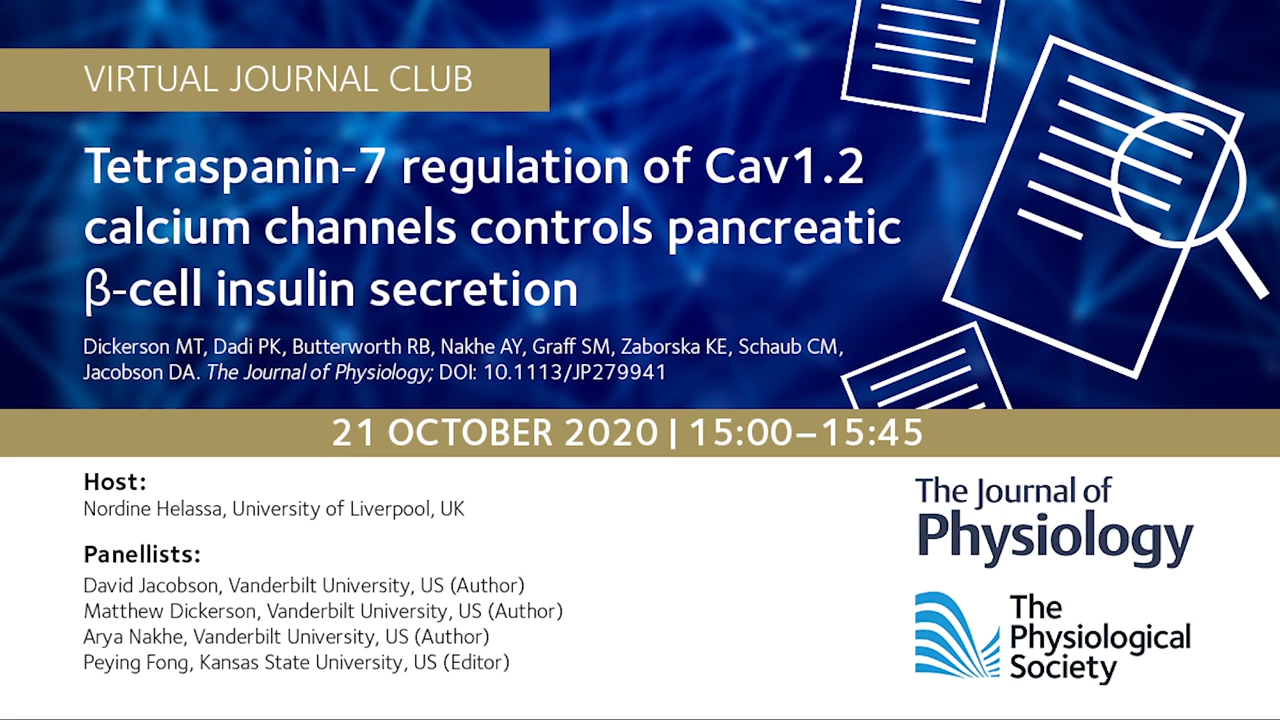 VIRTUAL JOURNAL CLUB
Tetraspanin-7 regulation of Cav1.2
calcium channels controls pancreatic
β-cell insulin secretion
Dickerson MT, Dadi PK, Butterworth RB, Nakhe AY, Graff SM, Zaborska KE, Schaub CM,
Jacobson DA. The Journal of Physiology; DOI: 10.1113/JP279941
21 OCTOBER 2020 | 15:00–15:45
Host:
Nordine Helassa, University of Liverpool, UK
Panellists:
David Jacobson, Vanderbilt University, US (Author)
Matthew Dickerson, Vanderbilt University, US (Author)
Arya Nakhe, Vanderbilt University, US (Author)
Peying Fong, Kansas State University, US (Editor)
The Journal of
Physiology
The
Physiological
Society